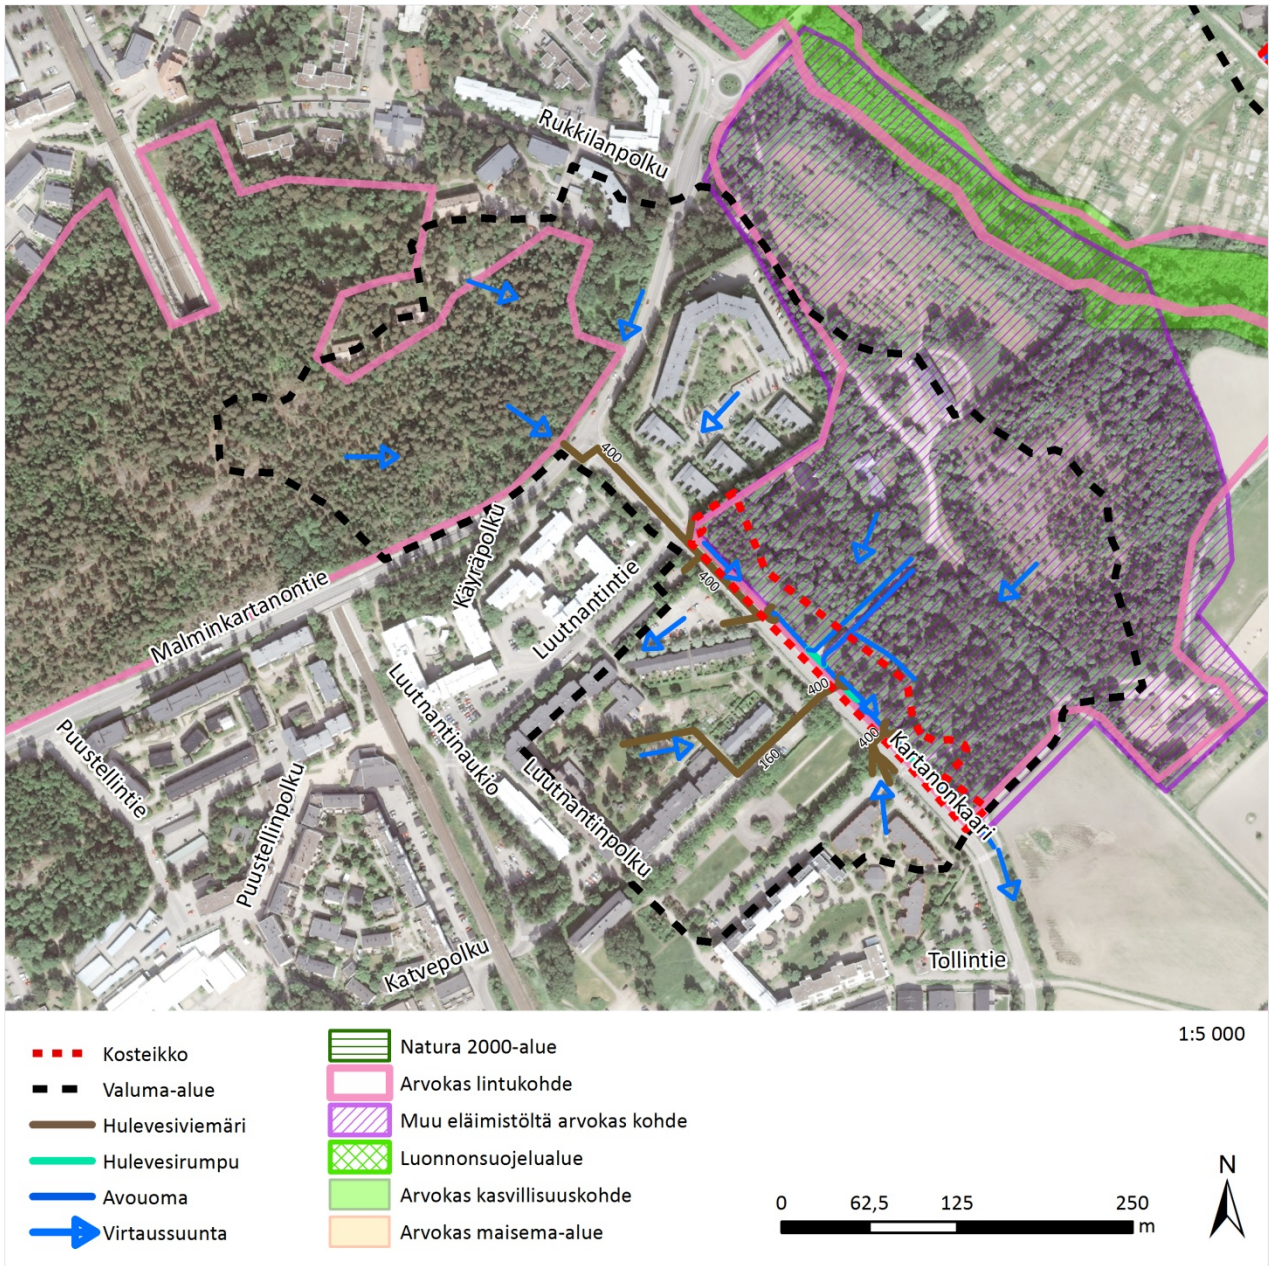 Rukkilanpolku
400
Käyräpolku
Malminkartanontie
Luutnantintie
400
Luutnantinaukio
400
400
160
Kartanonkaari
Puustellintie
Puustellinpolku
Luutnantinpolku
Katvepolku
Tollintie
1:5 000
Kosteikko
Valuma-alue
Hulevesiviemäri
Hulevesirumpu
Avouoma
Virtaussuunta
Natura 2000-alue
Arvokas lintukohde
Muu eläimistöltä arvokas kohde
Luonnonsuojelualue
Arvokas kasvillisuuskohde
Arvokas maisema-alue
0 62,5 125 250
m
N